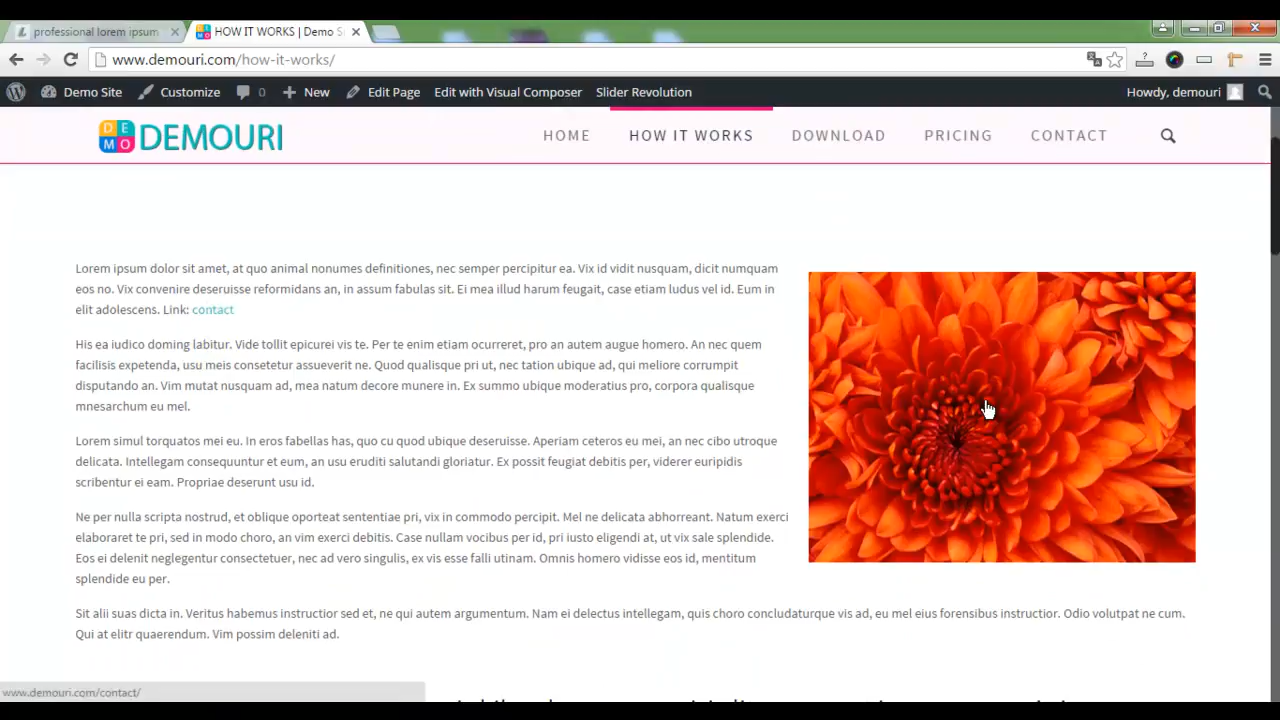 professional lorem ipsum
HOW IT WORKS | Demo S
www.demouri.com/how-it-works/
Demo Site
Customize
0
New
Edit Page
Edit with Visual Composer
Slider Revolution
Howdy, demouri
DEMO
DEMOURI
HOME
HOW IT WORKS
DOWNLOAD
PRICING
CONTACT
Lorem ipsum dolor sit amet, at quo animal nonumes definitiones, nec semper percipitur ea. Vix id vidit nusquam, dicit numquam
eos no. Vix convenire deseruisse reformidans an, in assum fabulas sit. Ei mea illud harum feugait, case etiam ludus vel id. Eum in
elit adolescens. Link: contact
His ea iudico doming labitur. Vide tollit epicurei vis te. Per te enim etiam ocurreret, pro an autem augue homero. An nec quem
facilisis expetenda, usu meis consetetur assueverit ne. Quod qualisque pri ut, nec tation ubique ad, qui meliore corrumpit
disputando an. Vim mutat nusquam ad, mea natum decore munere in. Ex summo ubique moderatius pro, corpora qualisque
mnesarchum eu mel.
Lorem simul torquatos mei eu. In eros fabellas has, quo cu quod ubique deseruisse. Aperiam ceteros eu mei, an nec cibo utroque
delicata. Intellegam consequuntur et eum, an usu eruditi salutandi gloriatur. Ex possit feugiat debitis per, viderer euripidis
scribentur ei eam. Propriae deserunt usu id.
Ne per nulla scripta nostrud, et oblique oporteat sententiae pri, vix in commodo percipit. Mel ne delicata abhorreant. Natum exerci
elaboraret te pri, sed in modo choro, an vim exerci debitis. Case nullam vocibus per id, pri iusto eligendi at, ut vix sale splendide.
Eos ei delenit neglegentur consectetuer, nec ad vero singulis, ex vis esse falli utinam. Omnis homero vidisse eos id, mentitum
splendide eu per.
Sit alii suas dicta in. Veritus habemus instructior sed et, ne qui autem argumentum. Nam ei delectus intellegam, quis choro concludaturque vis ad, eu mel eius forensibus instructior. Odio volutpat ne cum.
Qui at elitr quaerendum. Vim possim deleniti ad.
www.demouri.com/contact/